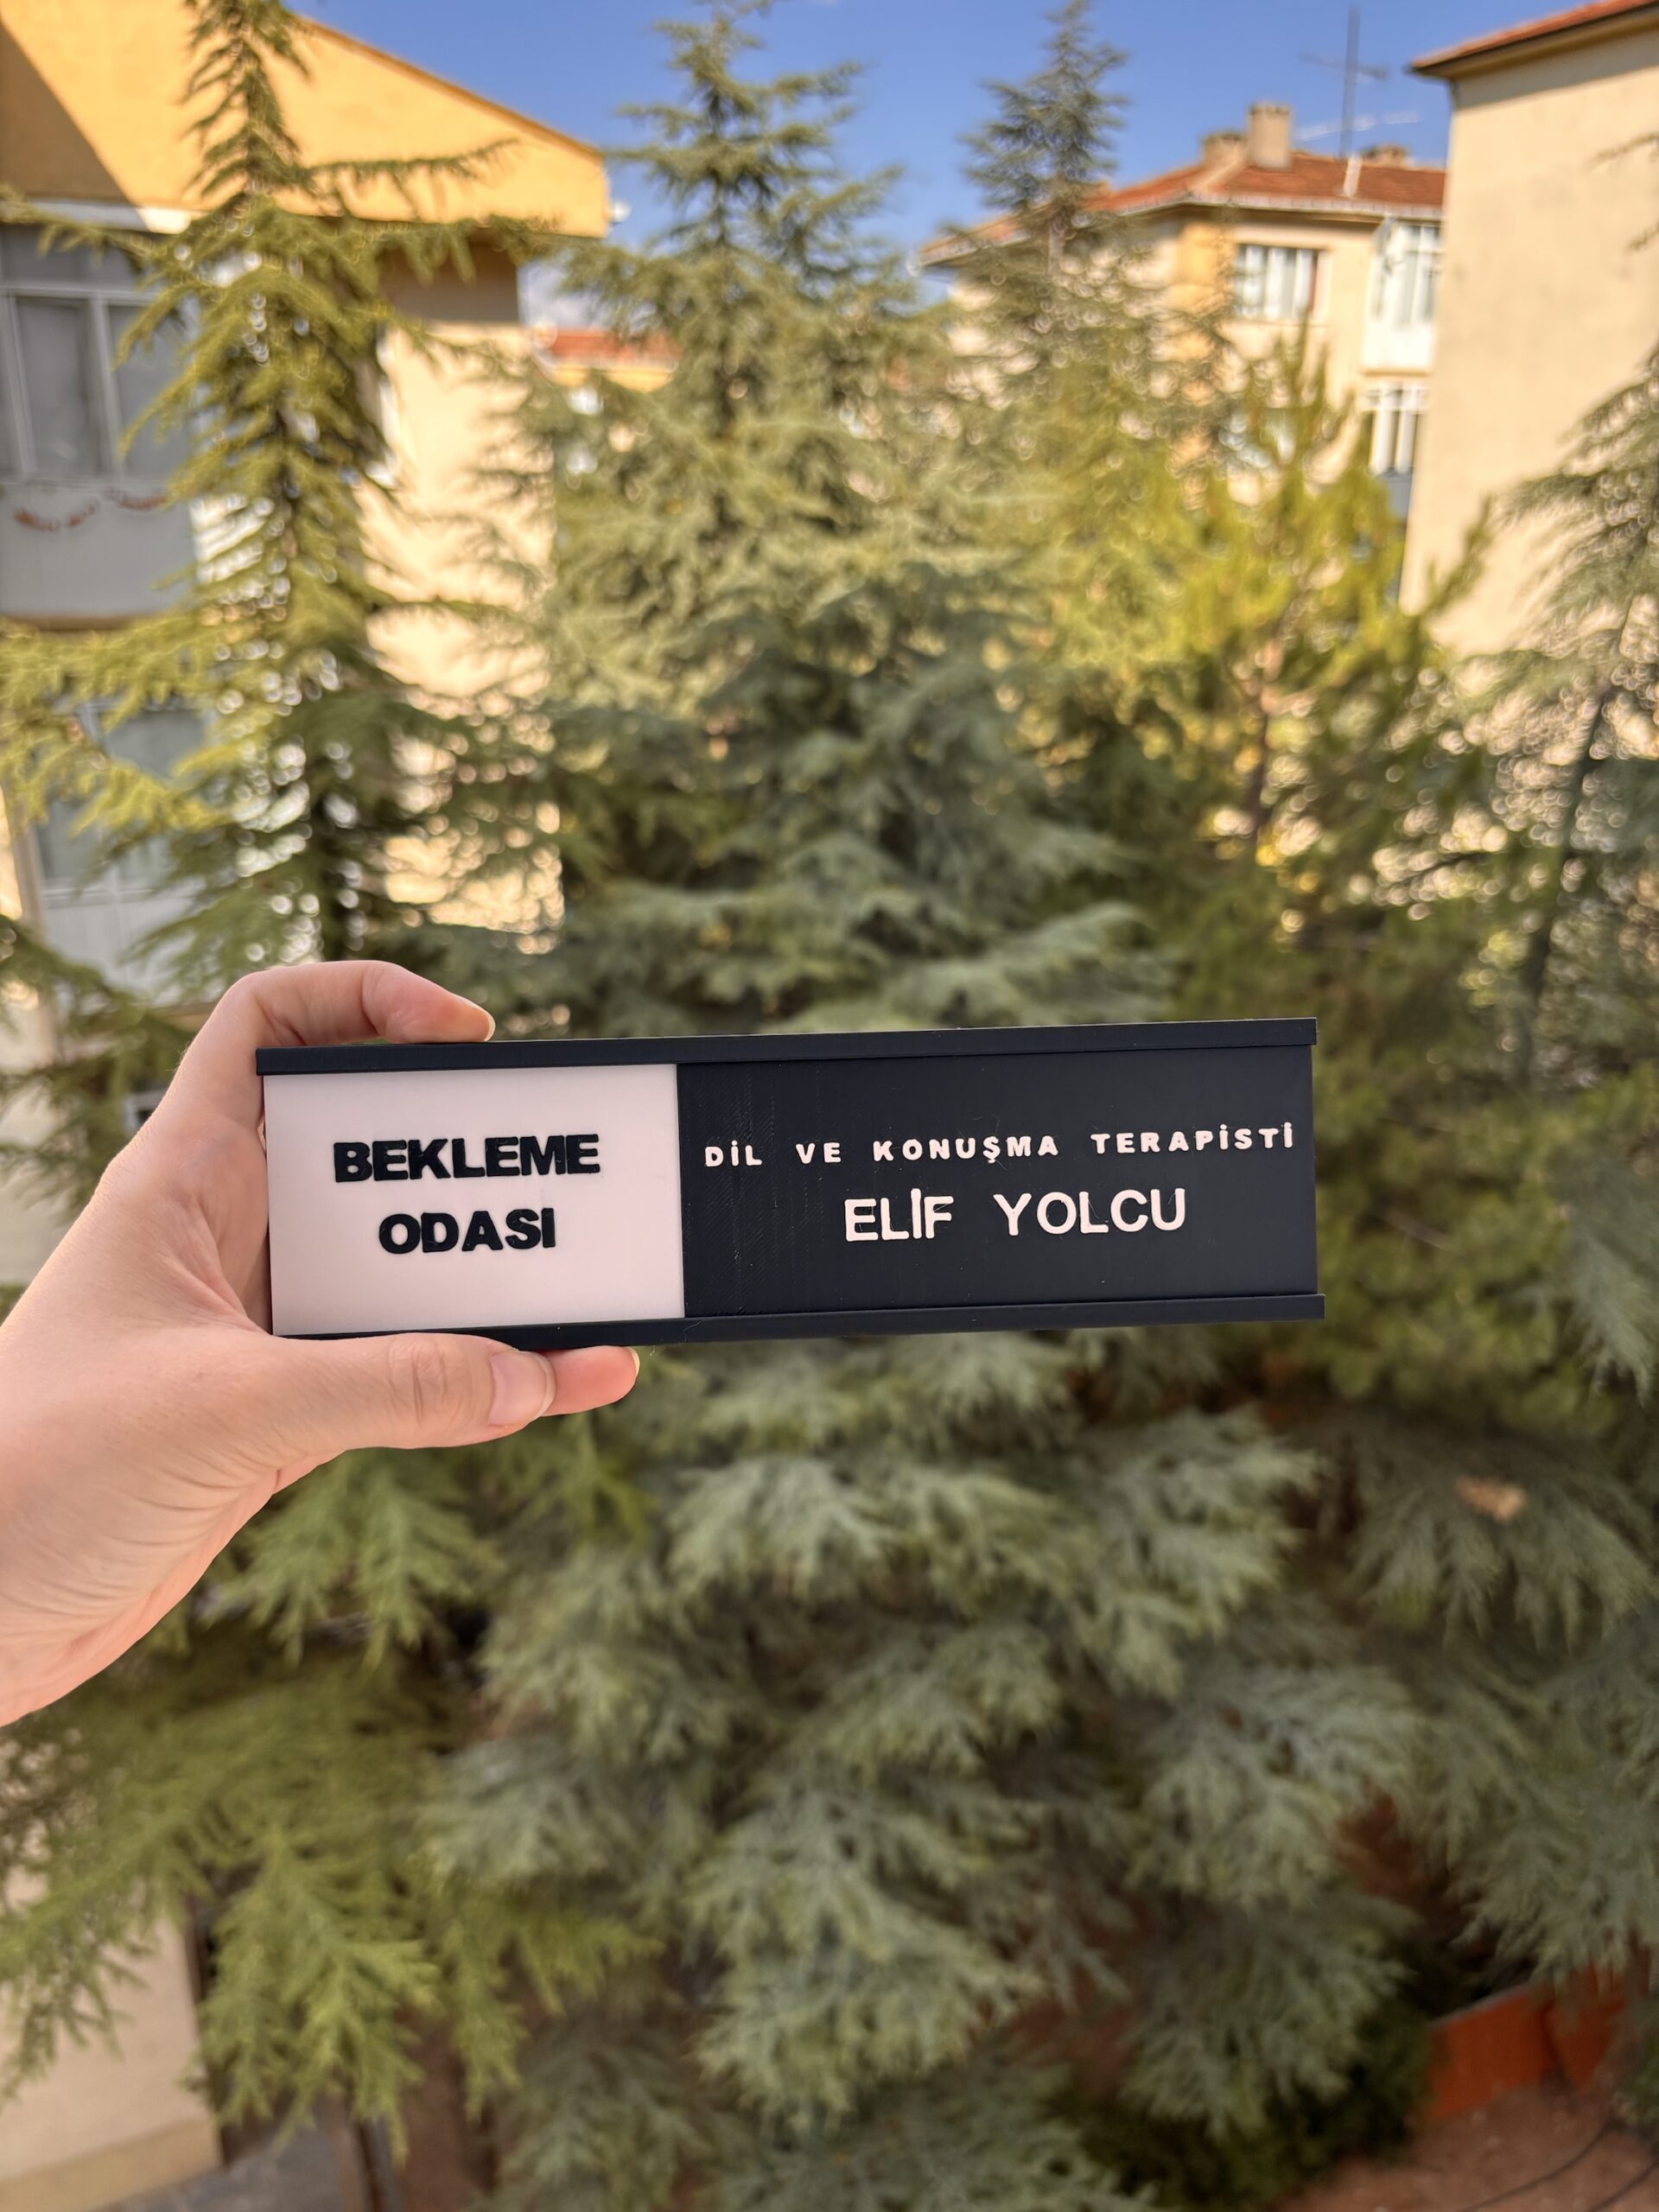 BEKLEME
ODASI
DİL VE KONUŞMA TERAPİSTİ
ELİF YOLCU